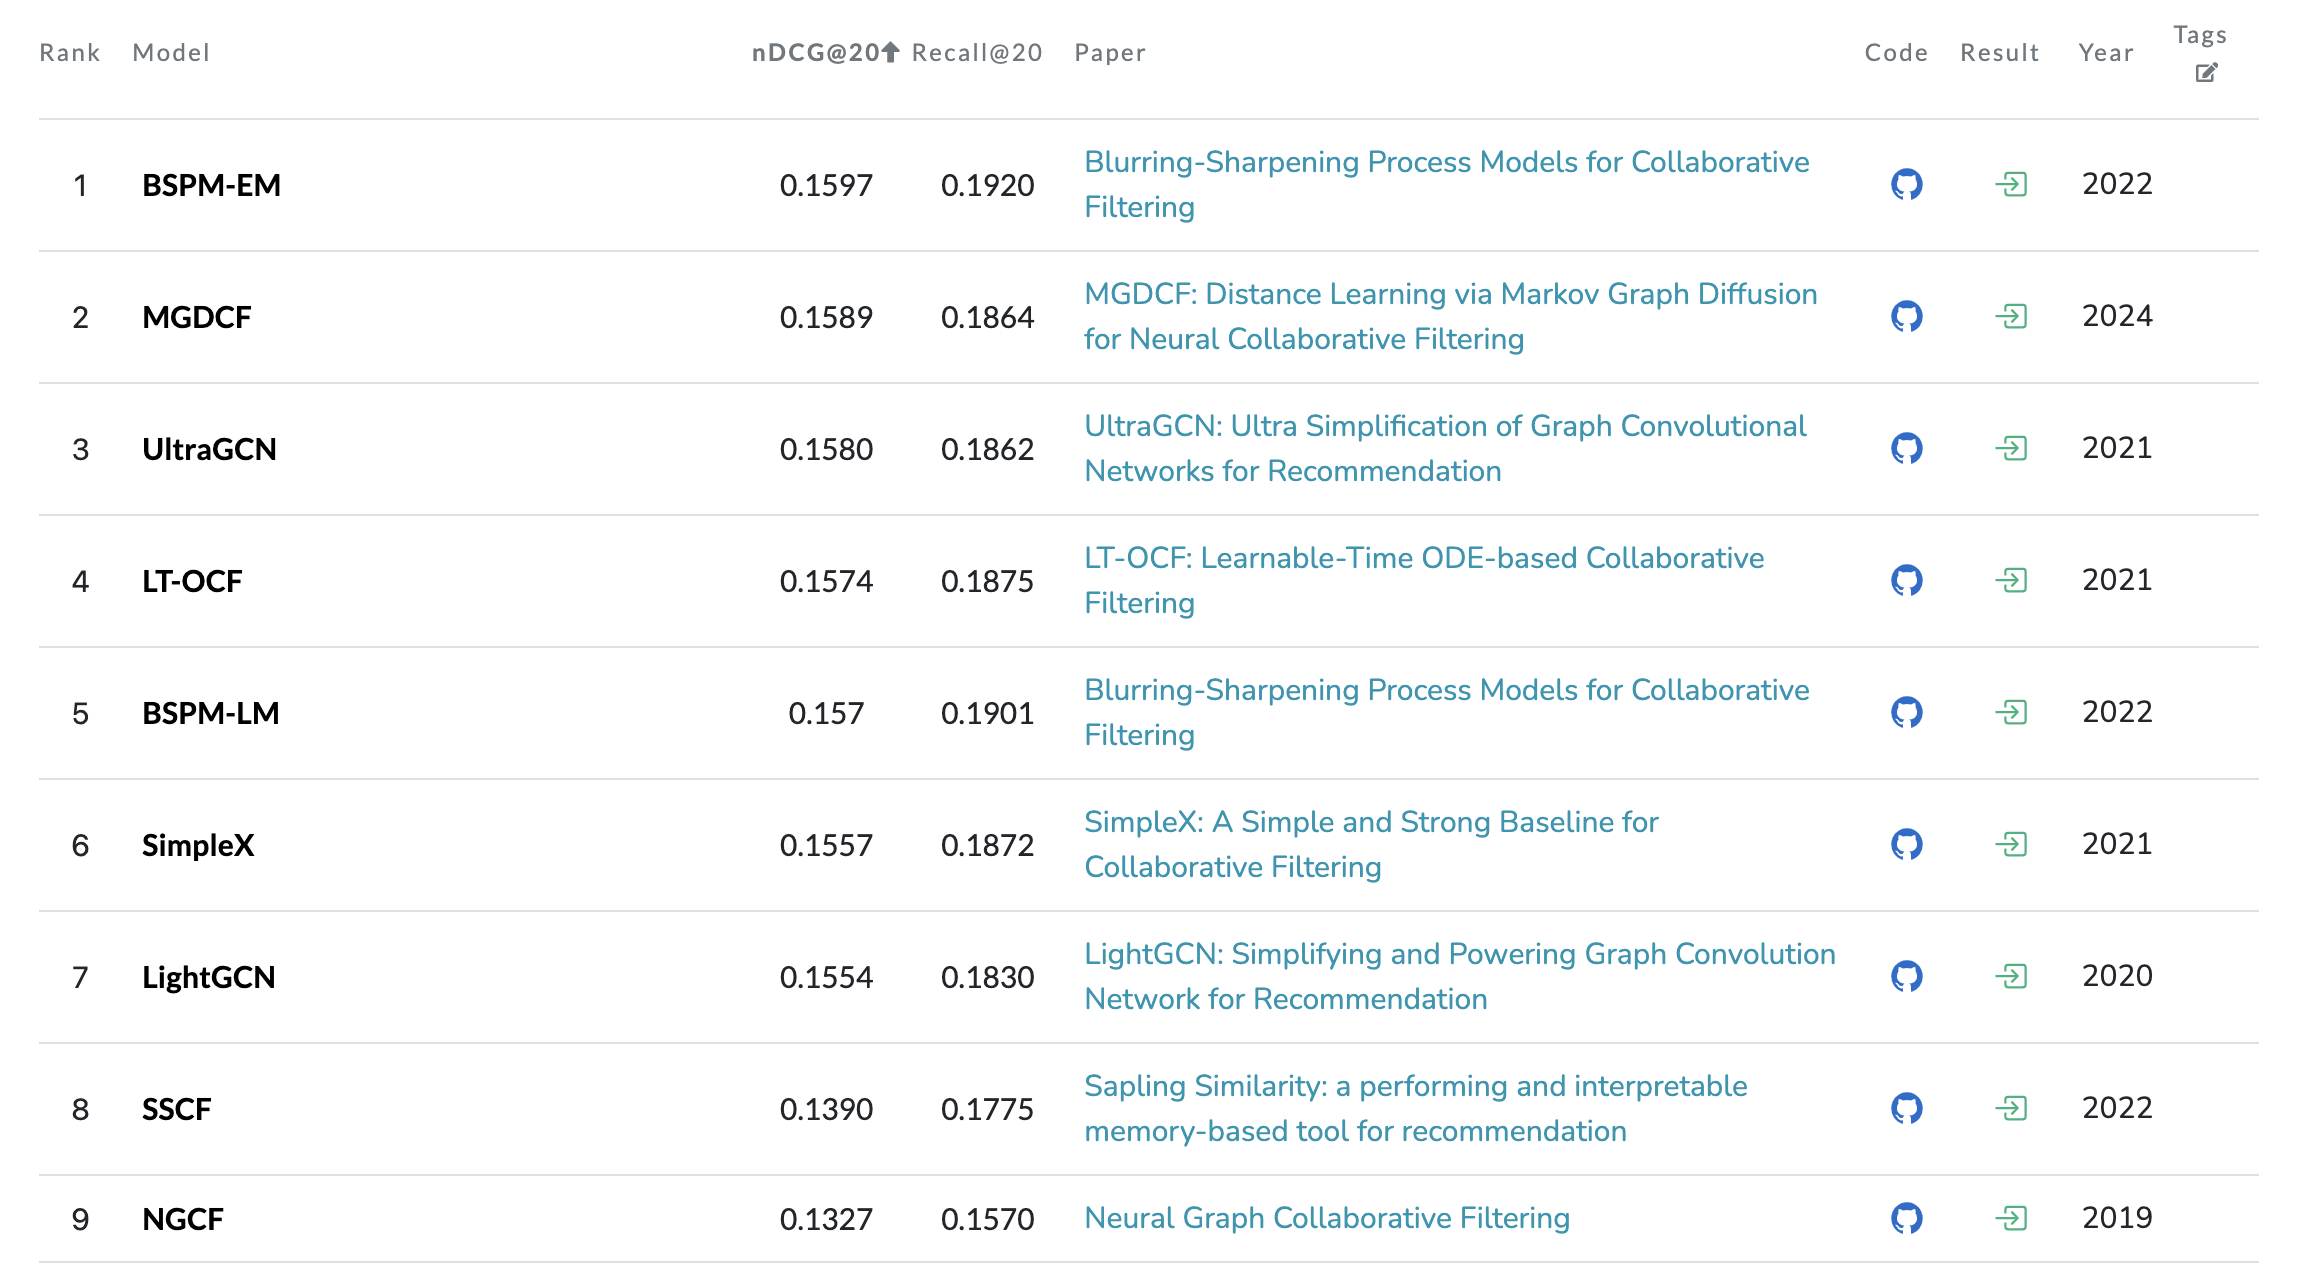 Rank Model nDCG@20 Recall@20 Paper Code Result Year Tags
1 BSPM-EM 0.1597 0.1920 Blurring-Sharpening Process Models for Collaborative 2022
Filtering
2 MGDCF 0.1589 0.1864 MGDCF: Distance Learning via Markov Graph Diffusion 2024
for Neural Collaborative Filtering
3 UltraGCN 0.1580 0.1862 UltraGCN: Ultra Simplification of Graph Convolutional 2021
Networks for Recommendation
4 LT-OCF 0.1574 0.1875 LT-OCF: Learnable-Time ODE-based Collaborative 2021
Filtering
5 BSPM-LM 0.157 0.1901 Blurring-Sharpening Process Models for Collaborative 2022
Filtering
6 SimpleX 0.1557 0.1872 SimpleX: A Simple and Strong Baseline for 2021
Collaborative Filtering
7 LightGCN 0.1554 0.1830 LightGCN: Simplifying and Powering Graph Convolution 2020
Network for Recommendation
8 SSCF 0.1390 0.1775 Sapling Similarity: a performing and interpretable 2022
memory-based tool for recommendation
9 NGCF 0.1327 0.1570 Neural Graph Collaborative Filtering 2019